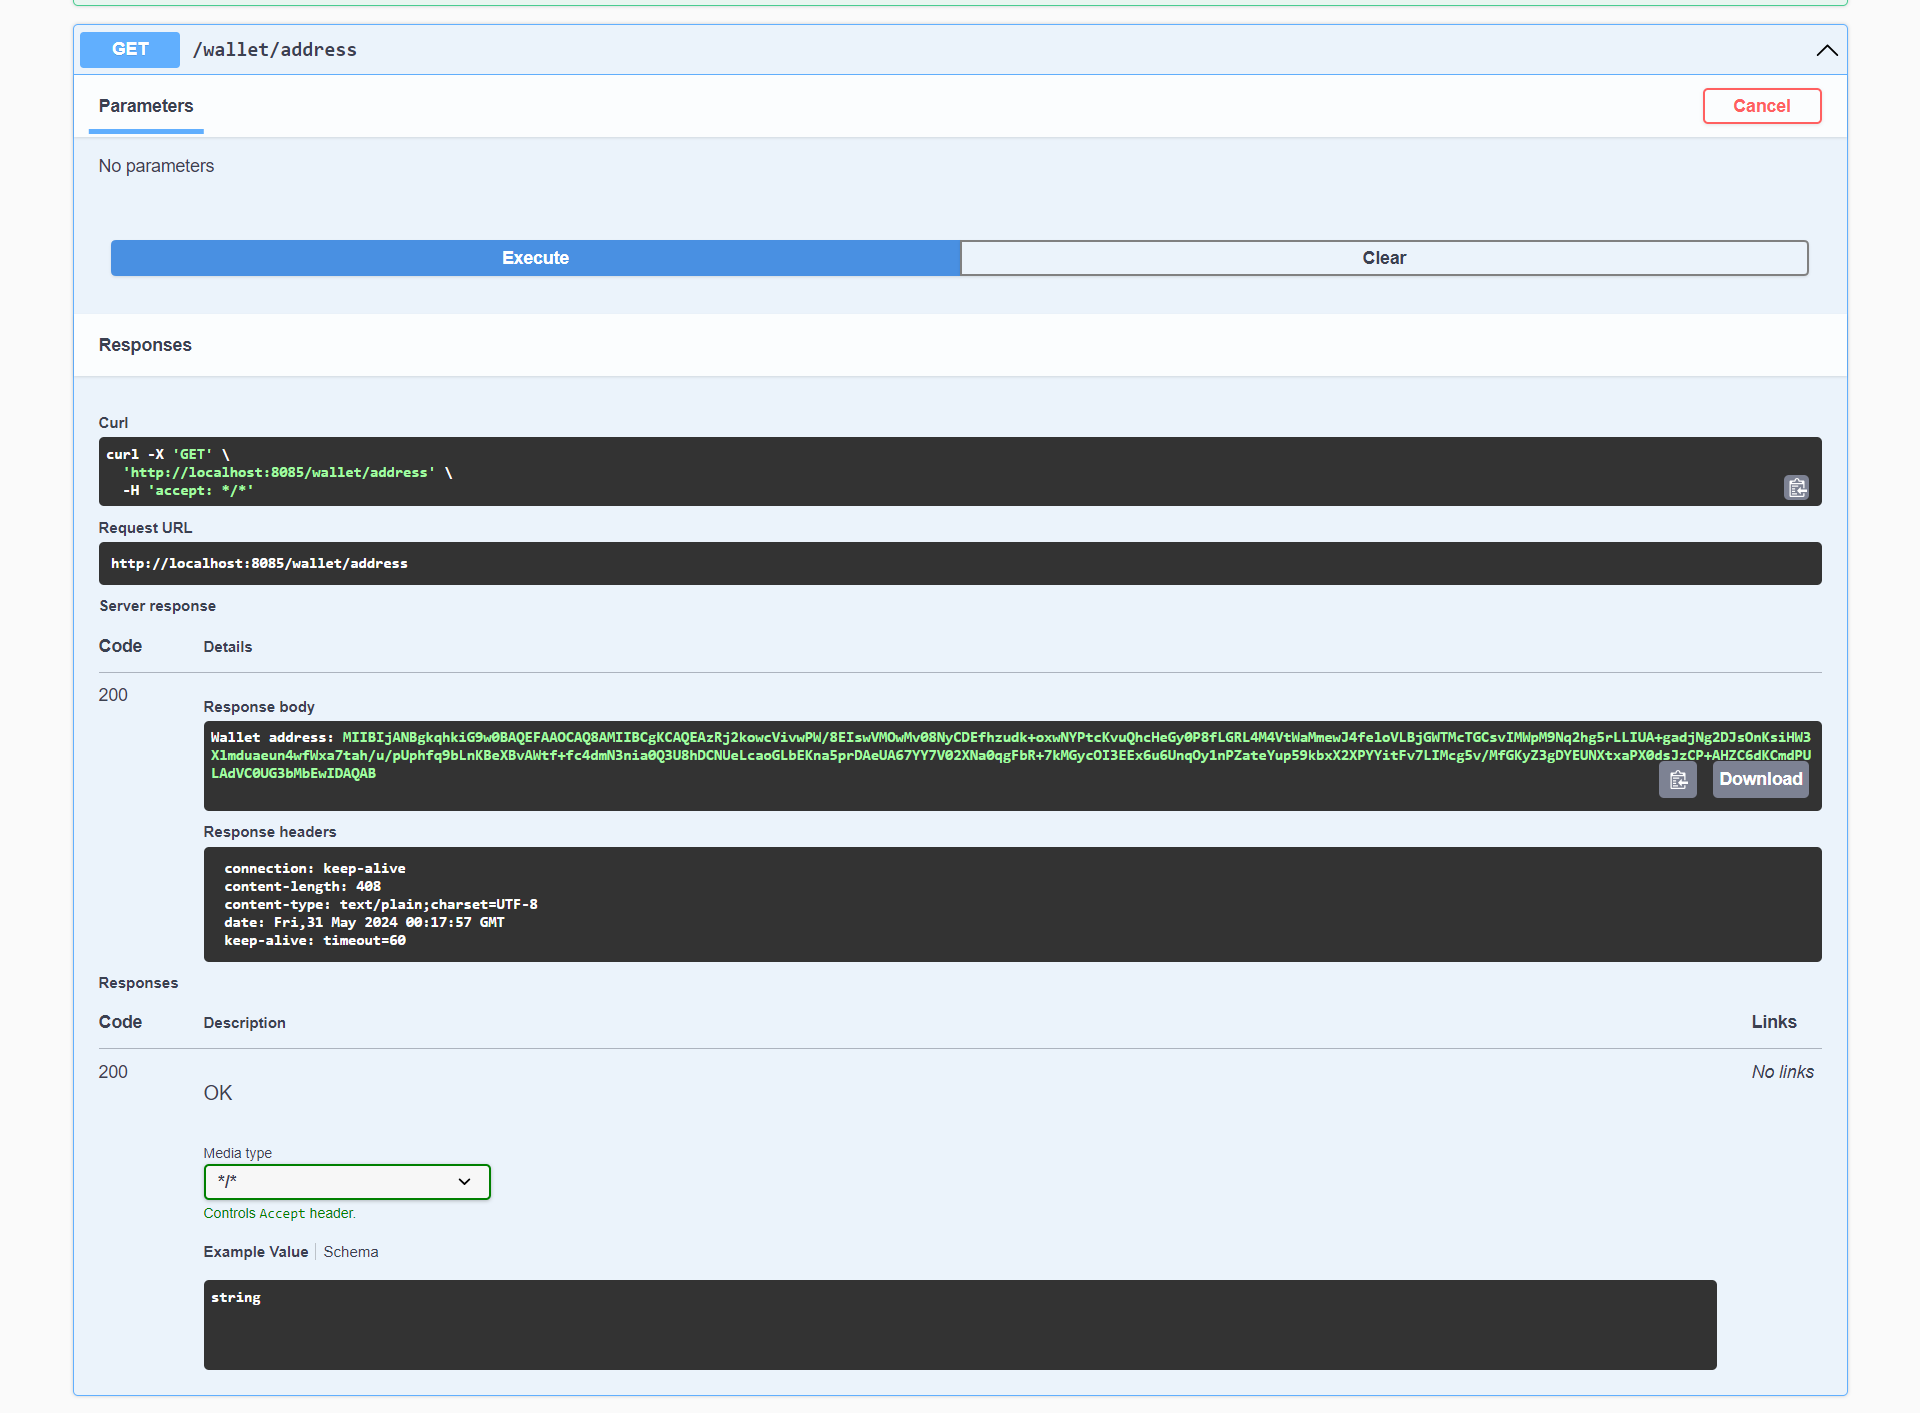 GET /wallet/address
Parameters
Cancel
No parameters
Execute
Clear
Responses
Curl
curl -X 'GET' \
'http://localhost:8085/wallet/address' \
-H 'accept: */*'
Request URL
http://localhost:8085/wallet/address
Server response
Code Details
200
Response body
Wallet address: MIIBIjANBgkqhkiG9w0BAQEFAAOCAQ8AMIIBCgKCAQEAzRj2kowcVivwPW/8EIswVMOwMv08NyCDEfhzudk+oxwNYPtcKvuQhcHeGy0P8fLGRL4M4VtWaMmewJ4feloVLBjGWTMcTGCsvIMWpM9Nq2hg5rLLIUA+gadjNg2DJsOnKsiHW3
Xlmduaeun4wfWxa7tah/u/pUphfq9bLnKBeXBvAWtf+fc4dmN3nia0Q3U8hDCNUeLcaoGLbEKna5prDAeUA67YY7V02XNa0qgFbR+7kMGycOI3EEx6u6UnqOy1nPZateYup59kbxX2XPYYitFv7LIMcg5v/MfGKyZ3gDYEUNXtxaPX0dsJzCP+AHZC6dKCmdPU
LAdVC0UG3bMbEwIDAQAB
Download
Response headers
connection: keep-alive
content-length: 408
content-type: text/plain;charset=UTF-8
date: Fri,31 May 2024 00:17:57 GMT
keep-alive: timeout=60
Responses
Code Description Links
200 No links
OK
Media type
*/*
Controls Accept header.
Example Value Schema
string